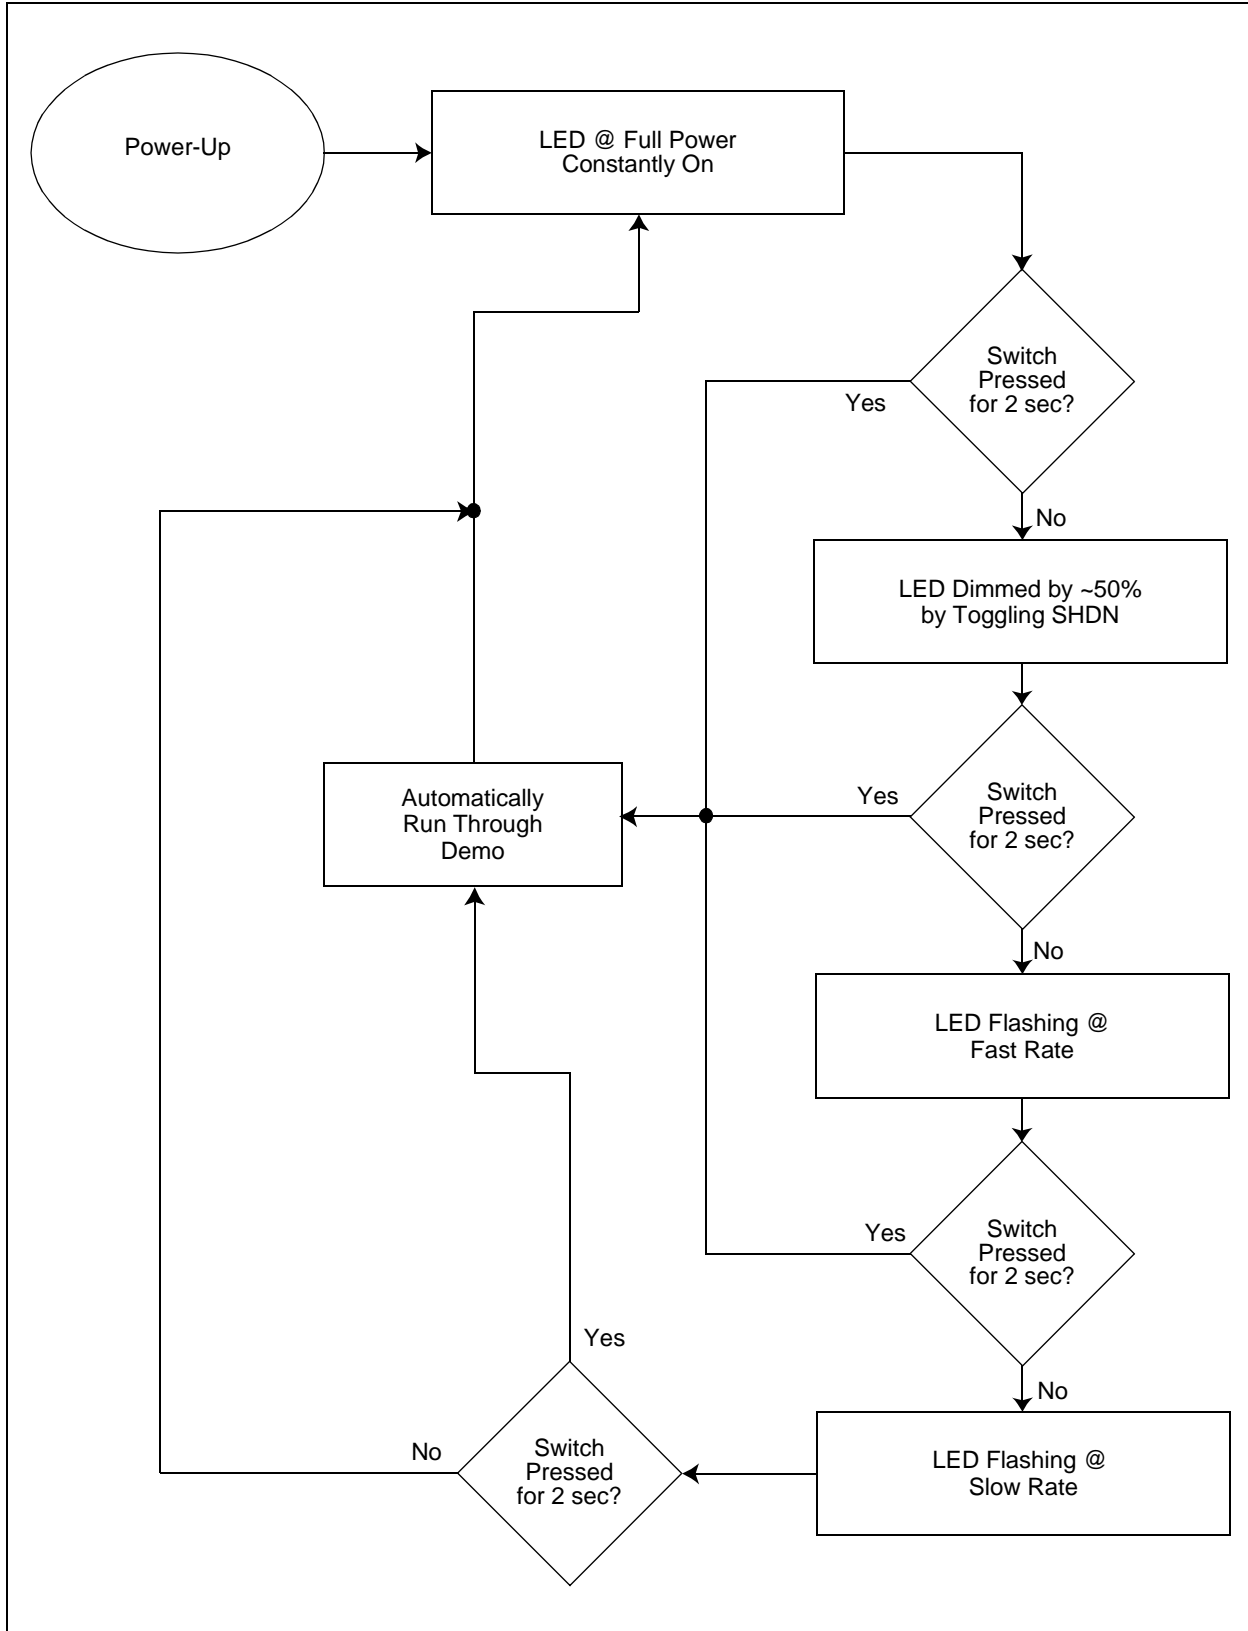 Power-Up
LED @ Full Power
Constantly On
Switch
Pressed
for 2 sec?
Yes
No
LED Dimmed by ~50%
by Toggling SHDN
Switch
Pressed
for 2 sec?
Yes
Automatically
Run Through
Demo
No
LED Flashing @
Fast Rate
Switch
Pressed
for 2 sec?
Yes
No
LED Flashing @
Slow Rate
Yes
Switch
Pressed
for 2 sec?
No